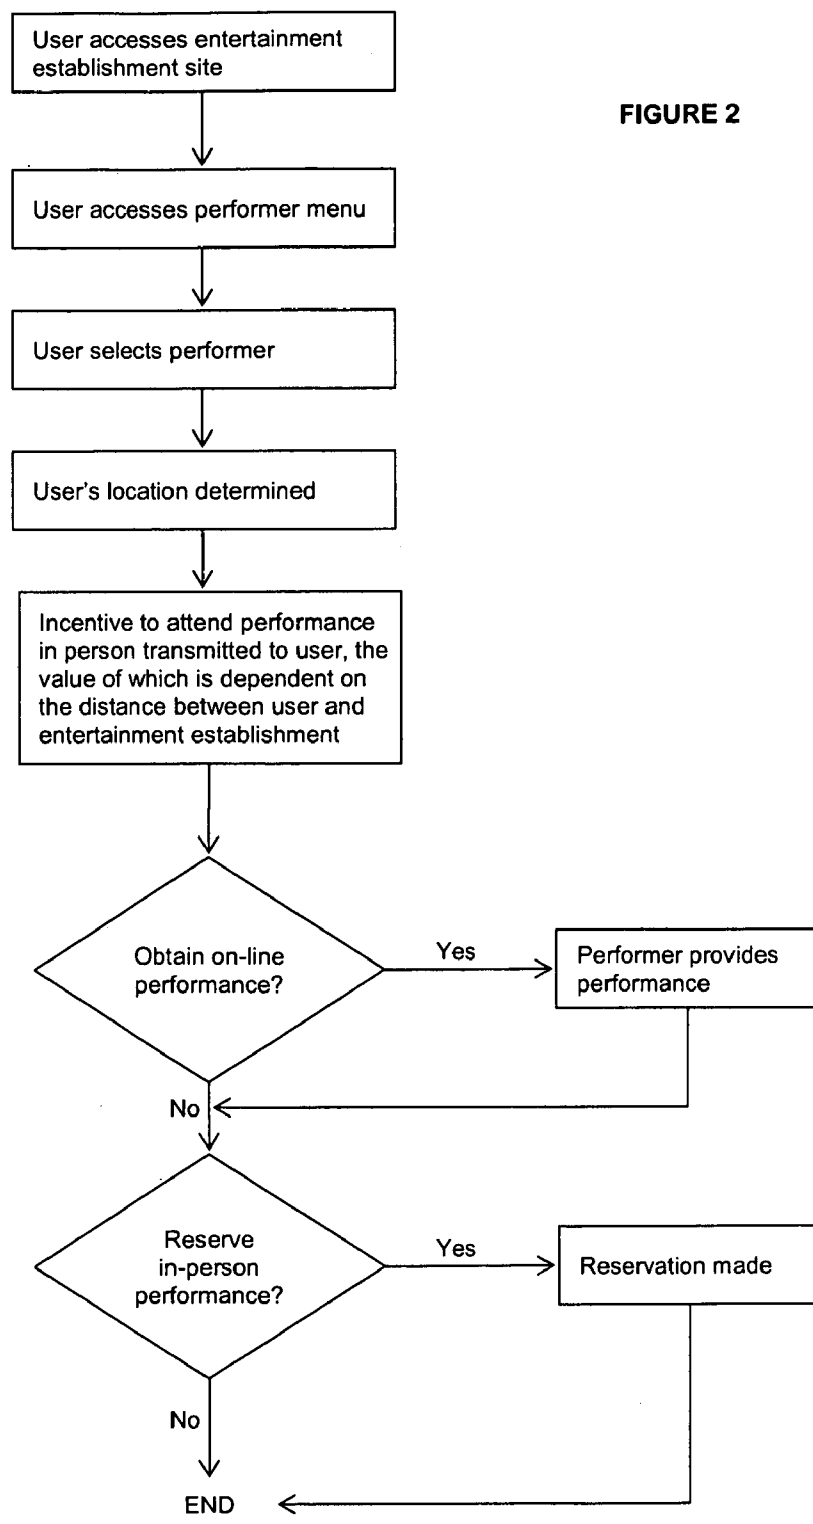 User accesses entertainment
establishment site
FIGURE 2
User accesses performer menu
User selects performer
User's location determined
Incentive to attend performance
in person transmitted to user, the
value of which is dependent on
the distance between user and
entertainment establishment
Obtain on-line
performance?
Yes
Performer provides
performance
No
Reserve
in-person
performance?
Yes
Reservation made
No
END